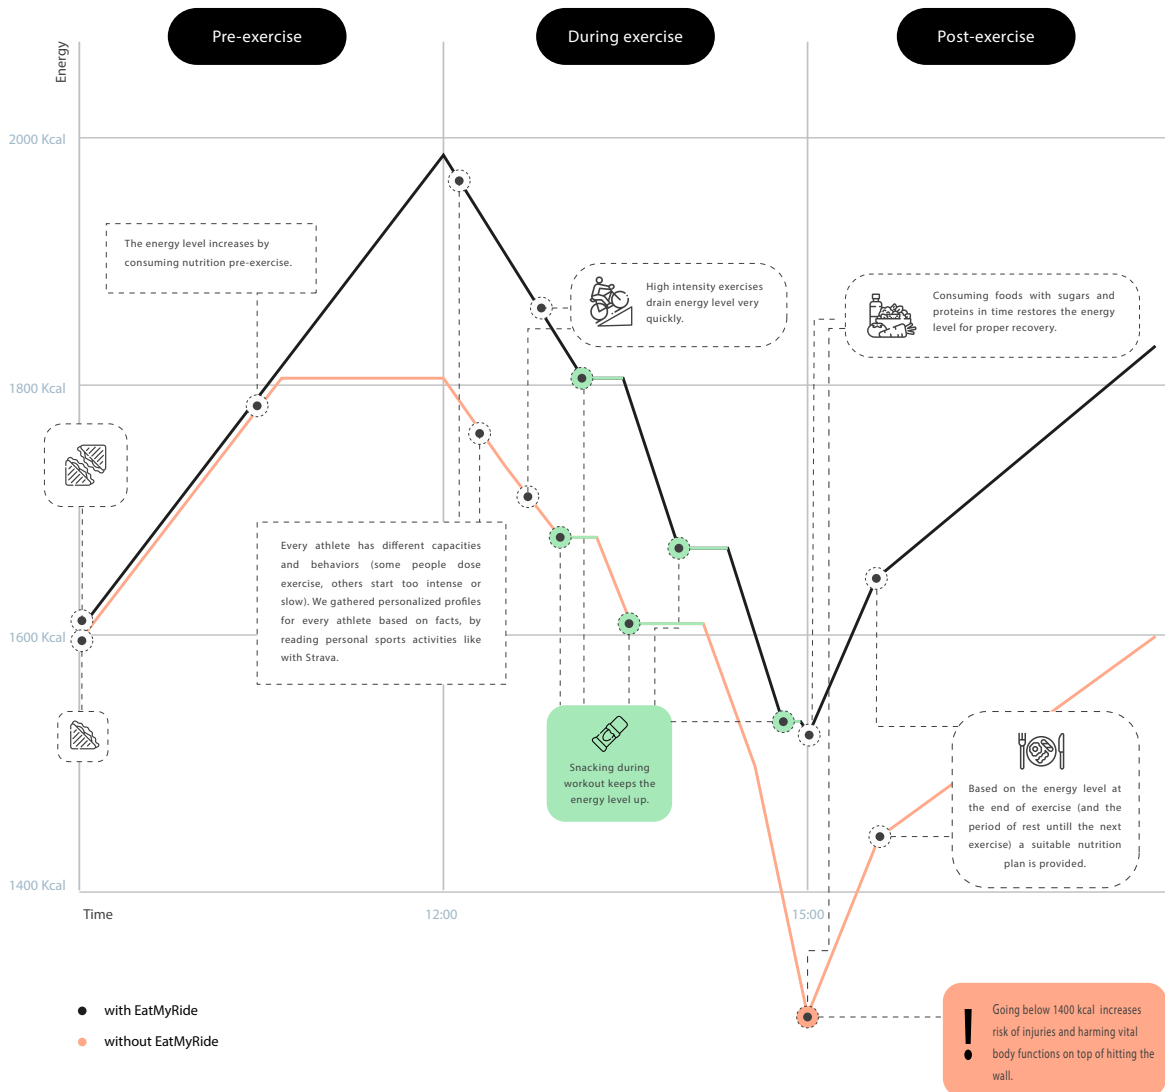 Pre-exercise
During exercise
Post-exercise
Energy
2000 Kcal
The energy level increases by
consuming nutrition pre-exercise.
High intensity exercises
drain energy level very
quickly.
Consuming foods with sugars and
proteins in time restores the energy
level for proper recovery.
1800 Kcal
Every athlete has different capacities
and behaviors (some people dose
exercise, others start too intense or
slow). We gathered personalized profiles
for every athlete based on facts, by
reading personal sports activities like
with Strava.
1600 Kcal
Snacking during
workout keeps the
energy level up.
Based on the energy level at
the end of exercise (and the
period of rest untill the next
exercise) a suitable nutrition
plan is provided.
1400 Kcal
Time
12:00
15:00
with EatMyRide
without EatMyRide
!
Going below 1400 kcal increases
risk of injuries and harming vital
body functions on top of hitting the
wall.